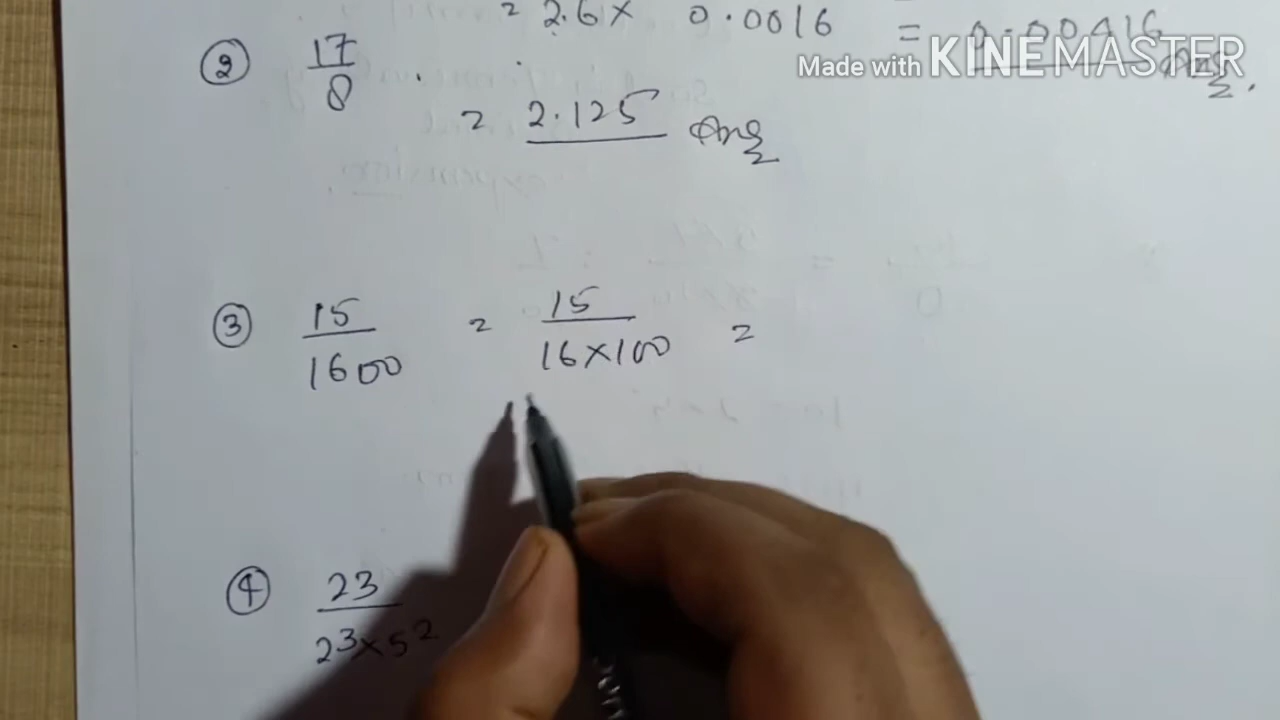 = 2.6 x 0.0016 = 0.00416 Ans.
Made with KINEMASTER
② 17/8
= 2.125 Ans
③ 15/1600 = 15/16×100 =
④ 23/2³×5²